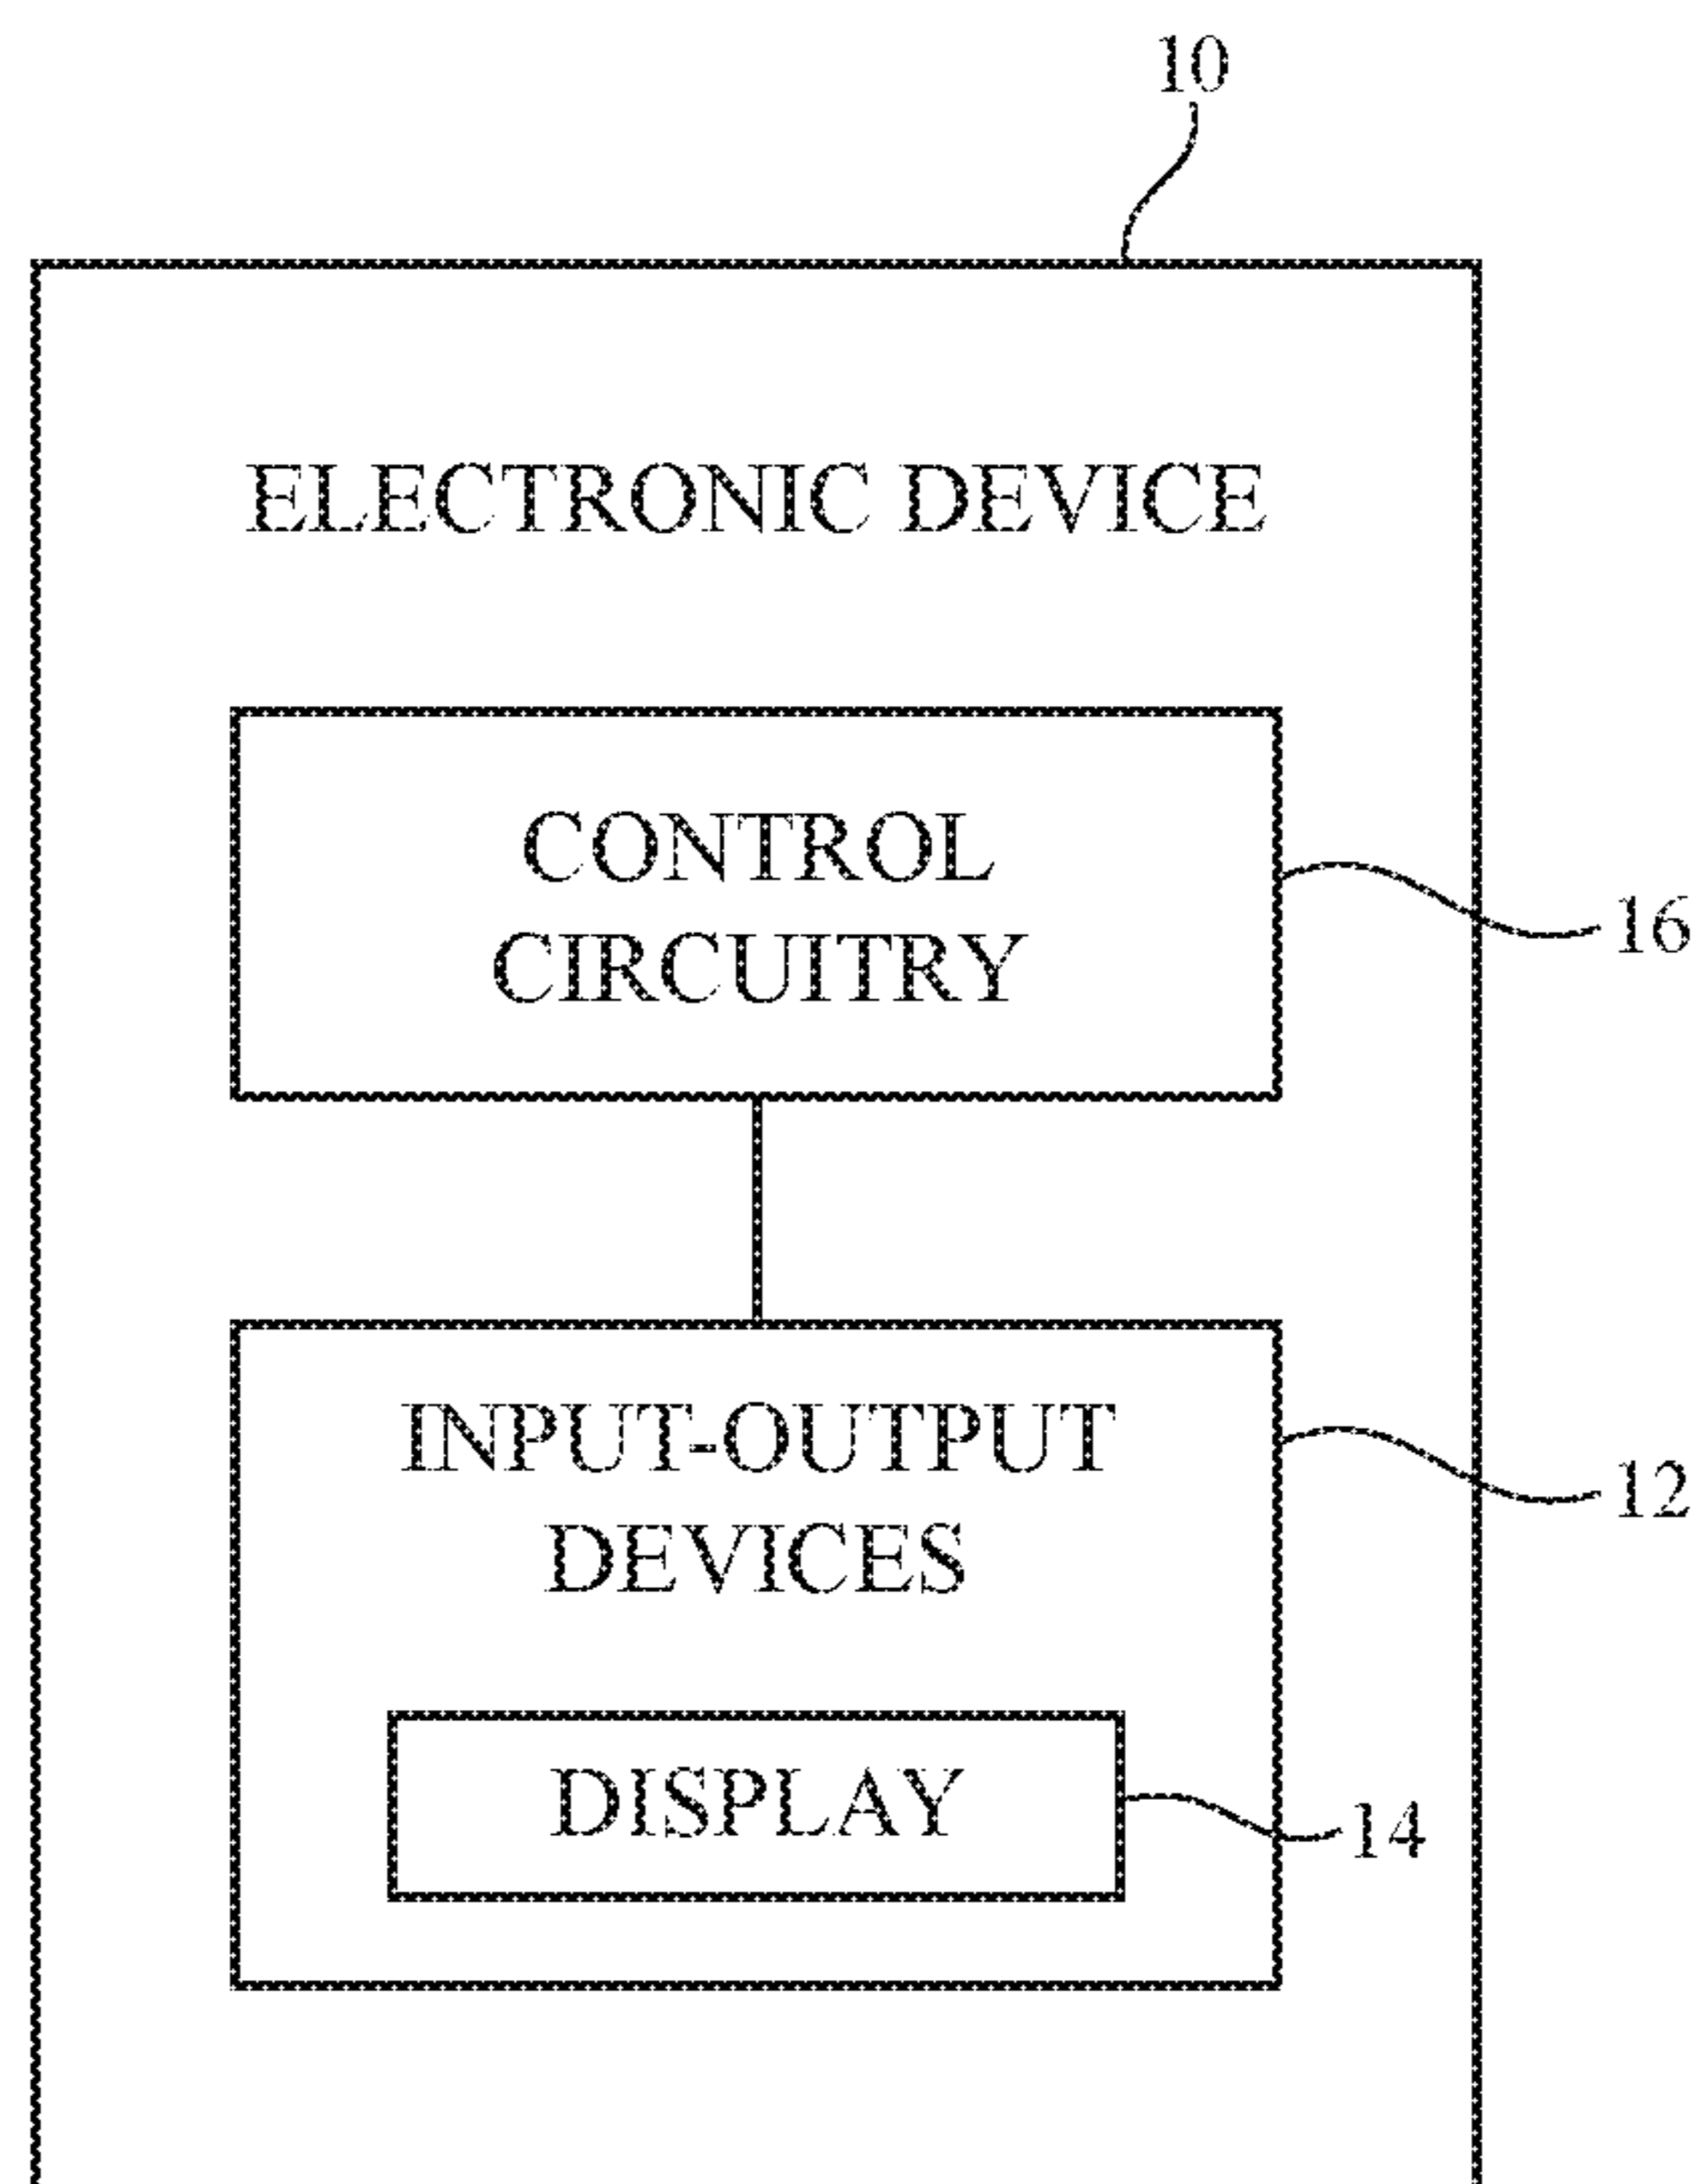 10
ELECTRONIC DEVICE
CONTROL
CIRCUITRY
16
INPUT-OUTPUT
DEVICES
12
DISPLAY
14